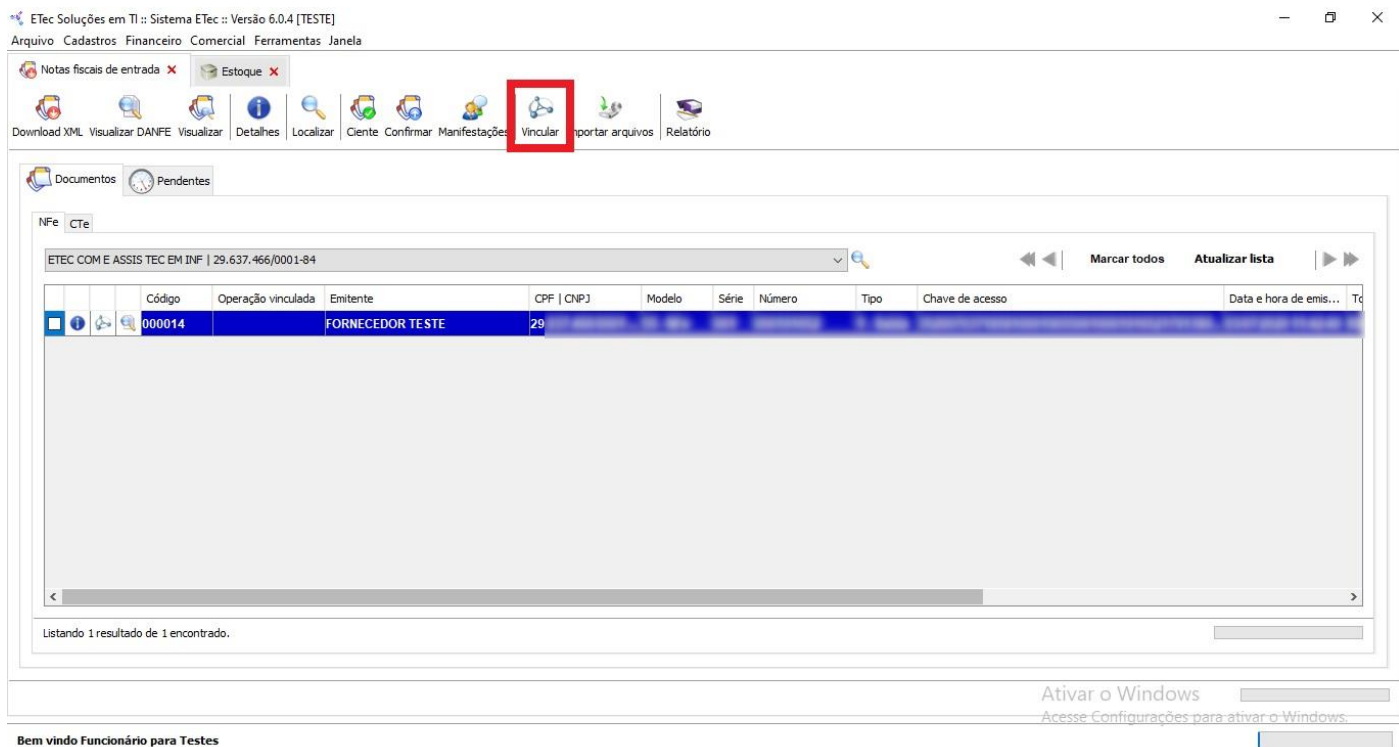 ETec Soluções em TI :: Sistema ETec :: Versão 6.0.4 [TESTE]
Arquivo Cadastros Financeiro Comercial Ferramentas Janela
Notas fiscais de entrada Estoque
Download XML Visualizar DANFE Visualizar Detalhes Localizar Ciente Confirmar Manifestações Vincular mportar arquivos Relatório
Documentos Pendentes
NFe CTe
ETEC COM E ASSIS TEC EM INF | 29.637.466/0001-84 Marcar todos Atualizar lista
Código Operação vinculada Emitente CPF | CNPJ Modelo Série Número Tipo Chave de acesso Data e hora de emis... To
000014 FORNECEDOR TESTE 29
Listando 1 resultado de 1 encontrado.
Ativar o Windows
Acesse Configurações para ativar o Windows.
Bem vindo Funcionário para Testes